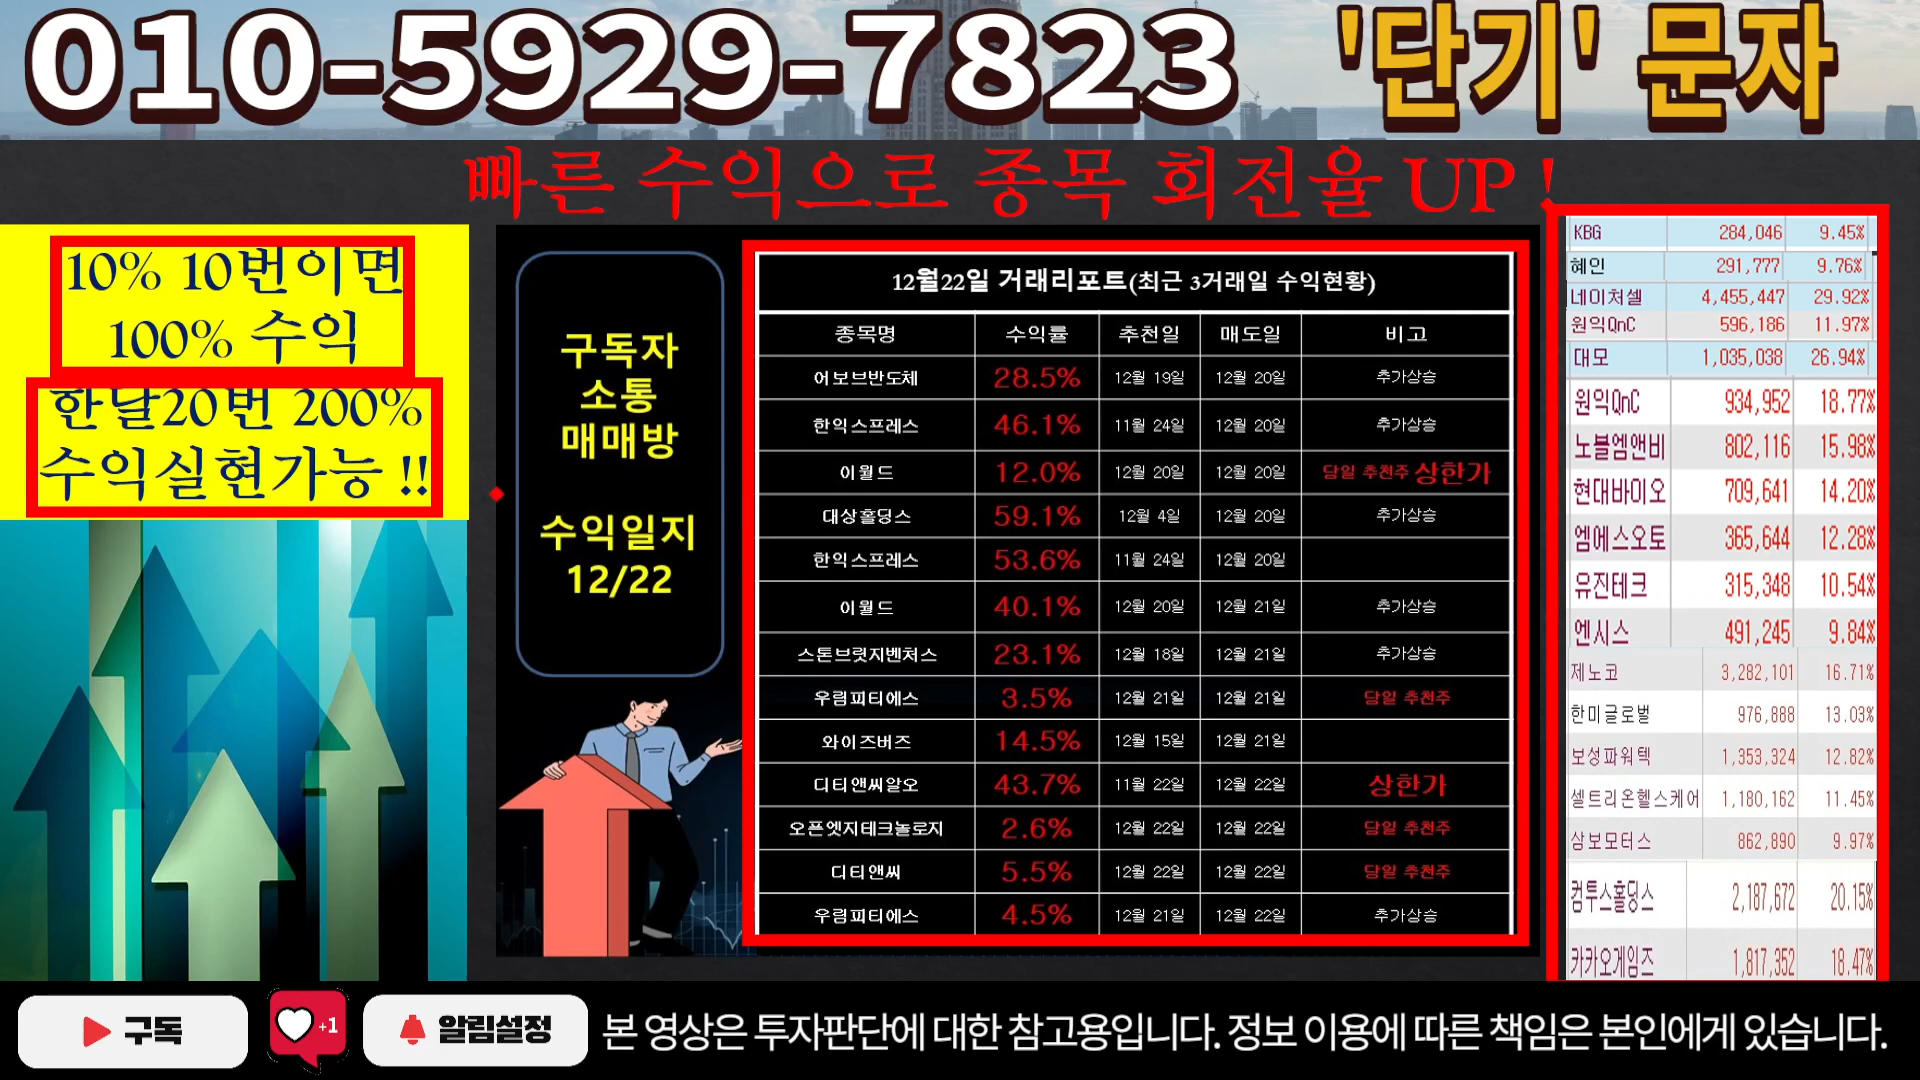 010-5929-7823 '단기' 문자
빠른 수익으로 종목 회전율 UP !
10% 10번이면
100% 수익
한달20번 200%
수익실현가능 !!
구독자
소통
매매방
수익일지
12/22
12월22일 거래리포트(최근 3거래일 수익현황)
종목명 수익률 추천일 매도일 비고
어보브반도체 28.5% 12월 19일 12월 20일 추가상승
한익스프레스 46.1% 11월 24일 12월 20일 추가상승
이월드 12.0% 12월 20일 12월 20일 당일 추천주 상한가
대상홀딩스 59.1% 12월 4일 12월 20일 추가상승
한익스프레스 53.6% 11월 24일 12월 20일
이월드 40.1% 12월 20일 12월 21일 추가상승
스톤브릿지벤처스 23.1% 12월 18일 12월 21일 추가상승
우림피티에스 3.5% 12월 21일 12월 21일 당일 추천주
와이즈버즈 14.5% 12월 15일 12월 21일
디티앤씨알오 43.7% 11월 22일 12월 22일 상한가
오픈엣지테크놀로지 2.6% 12월 22일 12월 22일 당일 추천주
디티앤씨 5.5% 12월 22일 12월 22일 당일 추천주
우림피티에스 4.5% 12월 21일 12월 22일 추가상승
KBG 284,046 9.45%
혜인 291,777 9.76%
네이처셀 4,455,447 29.92%
원익QnC 596,186 11.97%
대모 1,035,038 26.94%
원익QnC 934,952 18.77%
노블엠앤비 802,116 15.98%
현대바이오 709,641 14.20%
엠에스오토 365,644 12.28%
유진테크 315,348 10.54%
엔시스 491,245 9.84%
제노코 3,282,101 16.71%
한미글로벌 976,888 13.03%
보성파워텍 1,353,324 12.82%
셀트리온헬스케어 1,180,162 11.45%
삼보모터스 862,890 9.97%
컴투스홀딩스 2,187,672 20.15%
카카오게임즈 1,817,352 18.47%
구독 +1 알림설정 본 영상은 투자판단에 대한 참고용입니다. 정보 이용에 따른 책임은 본인에게 있습니다.